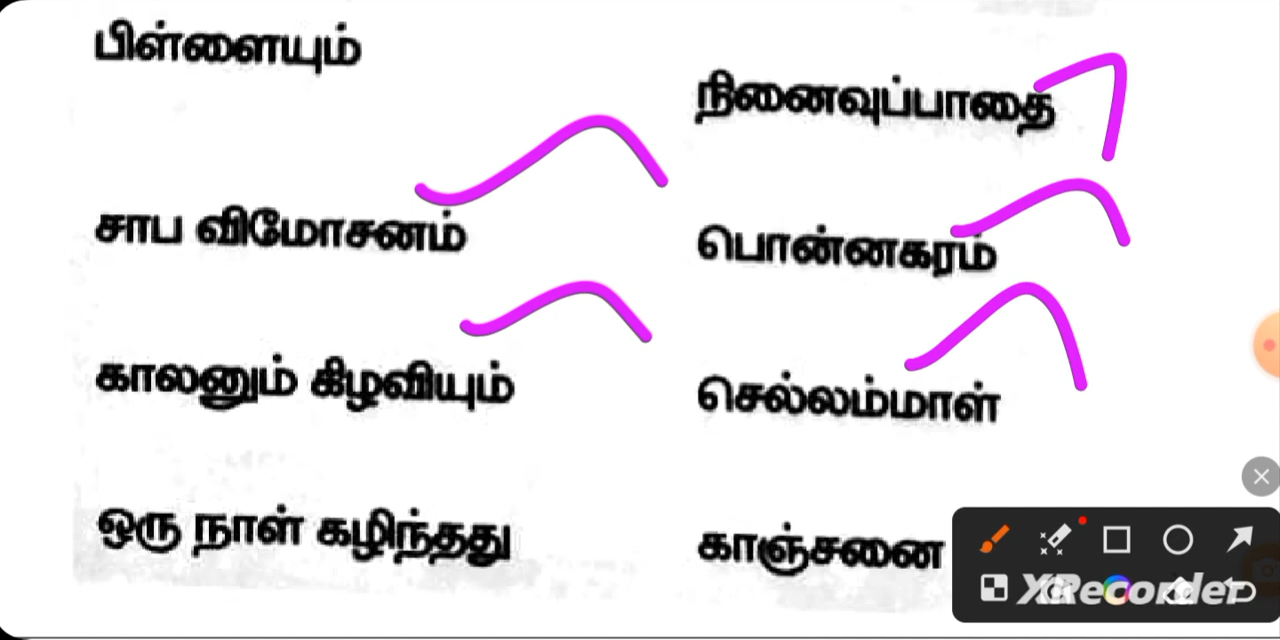 பிள்ளையும்
நினைவுப்பாதை
சாப விமோசனம்
பொன்னகரம்
காலனும் கிழவியும்
செல்லம்மாள்
ஒரு நாள் கழிந்தது
காஞ்சனை
XRecorder